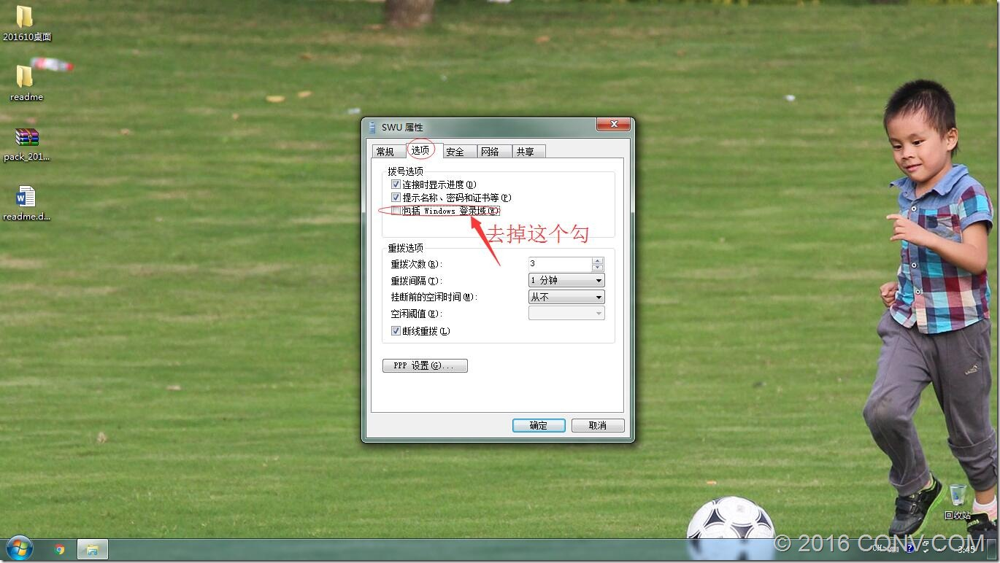 201610桌面
readme
pack_201...
readme.d...
SWU 属性
常规 选项 安全 网络 共享
拨号选项
连接时显示进度(D)
提示名称、密码和证书等(P)
包括 Windows 登录域(W)
去掉这个勾
重拨选项
重拨次数(R): 3
重拨间隔(T): 1 分钟
挂断前的空闲时间(M): 从不
空闲阈值(E):
断线重拨(L)
PPP 设置(G)...
确定 取消
回收站
© 2016 CONV.COM
CH
3:45